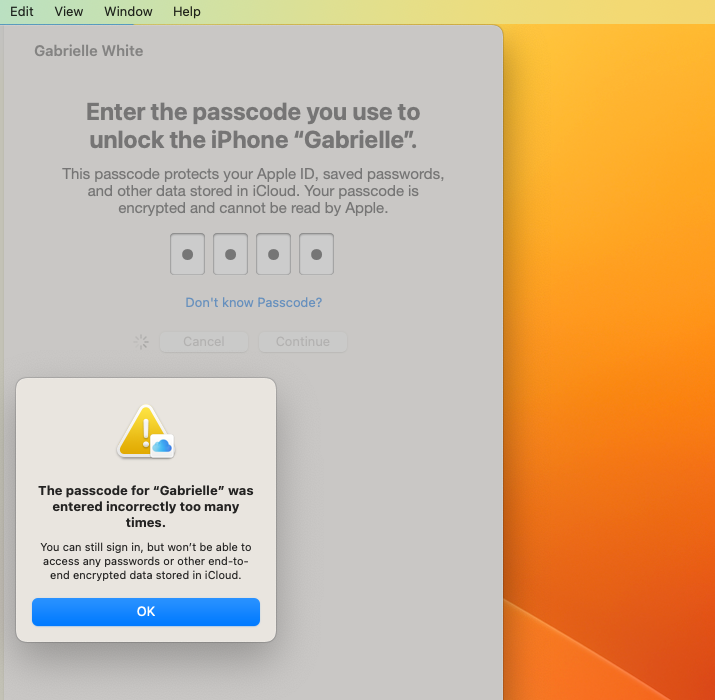 Edit View Window Help
Gabrielle White
Enter the passcode you use to
unlock the iPhone “Gabrielle”.
This passcode protects your Apple ID, saved passwords,
and other data stored in iCloud. Your passcode is
encrypted and cannot be read by Apple.
Don't know Passcode?
Cancel Continue
The passcode for “Gabrielle” was
entered incorrectly too many
times.
You can still sign in, but won’t be able to
access any passwords or other end-to-
end encrypted data stored in iCloud.
OK